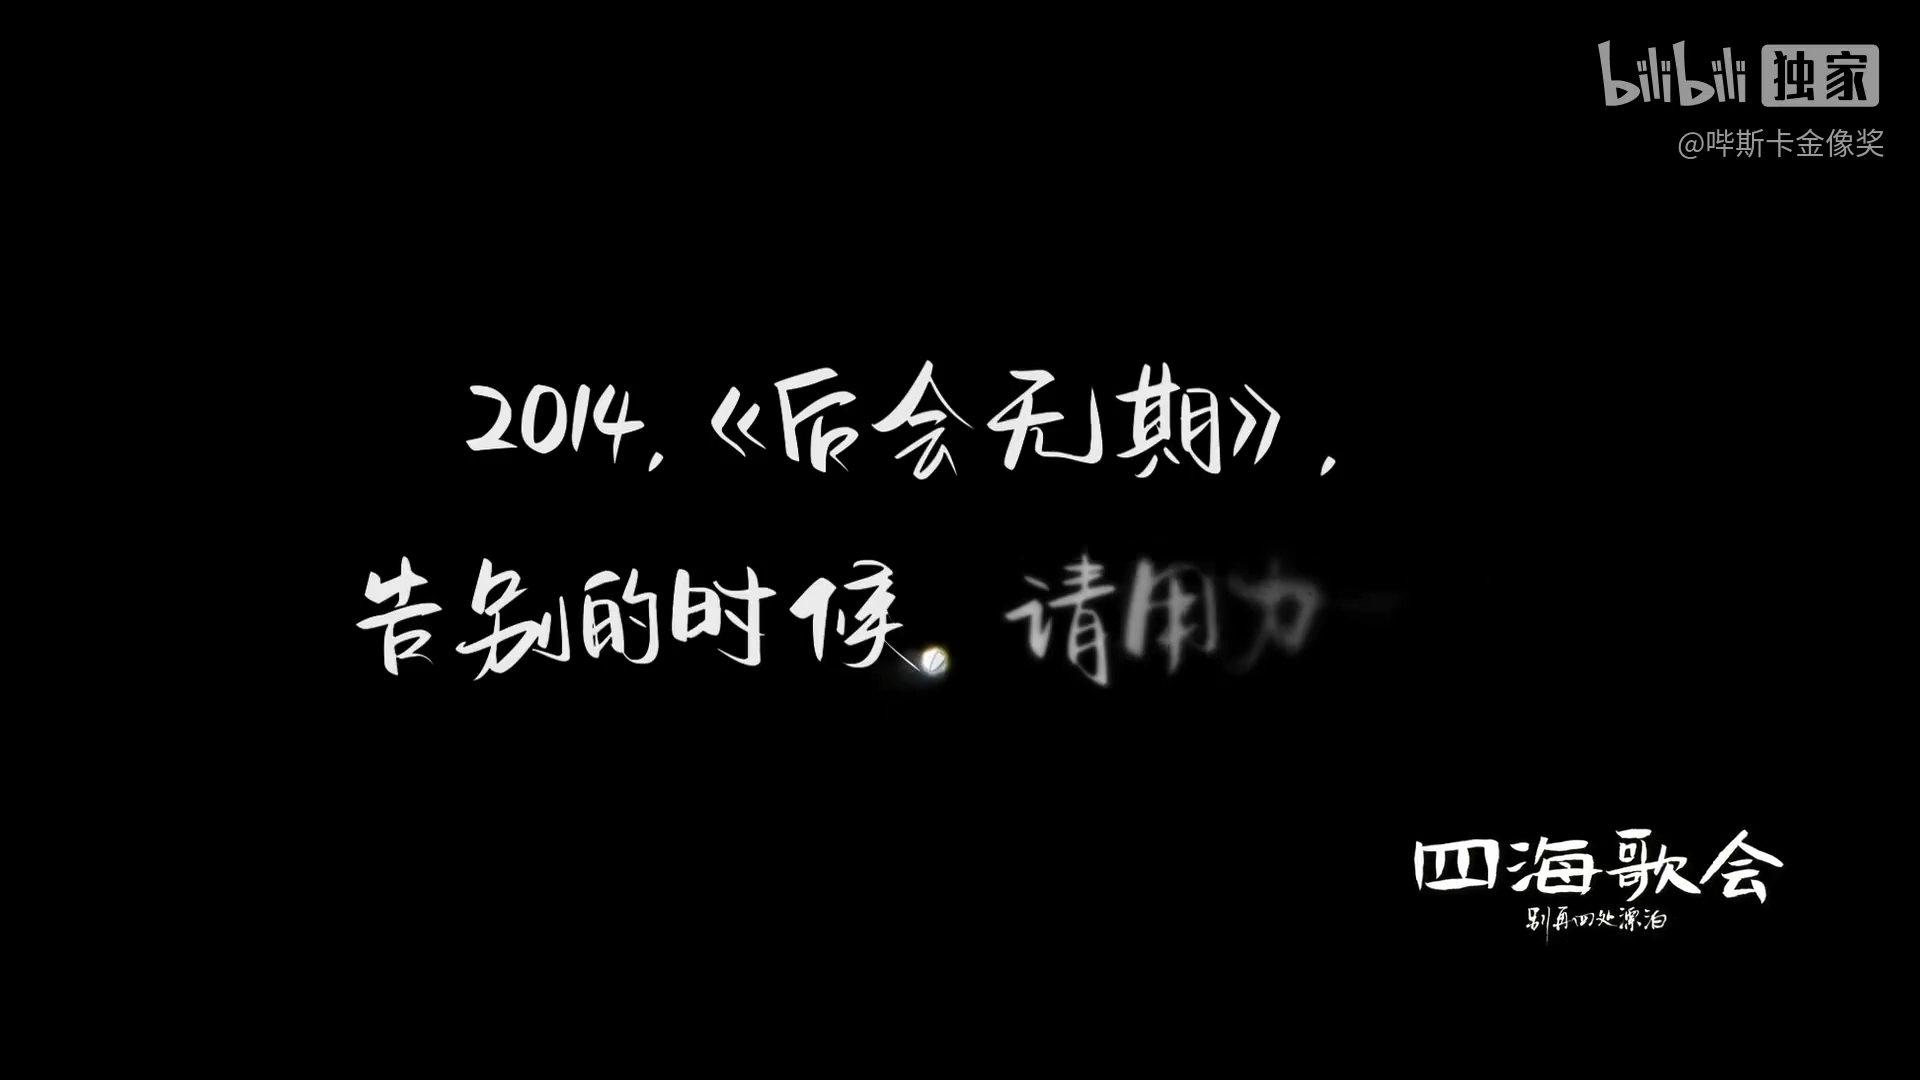 bilibili 独家
@哔斯卡金像奖
2014,《后会无期》,
告别的时候, 请用力一
四海歌会
别再四处漂泊